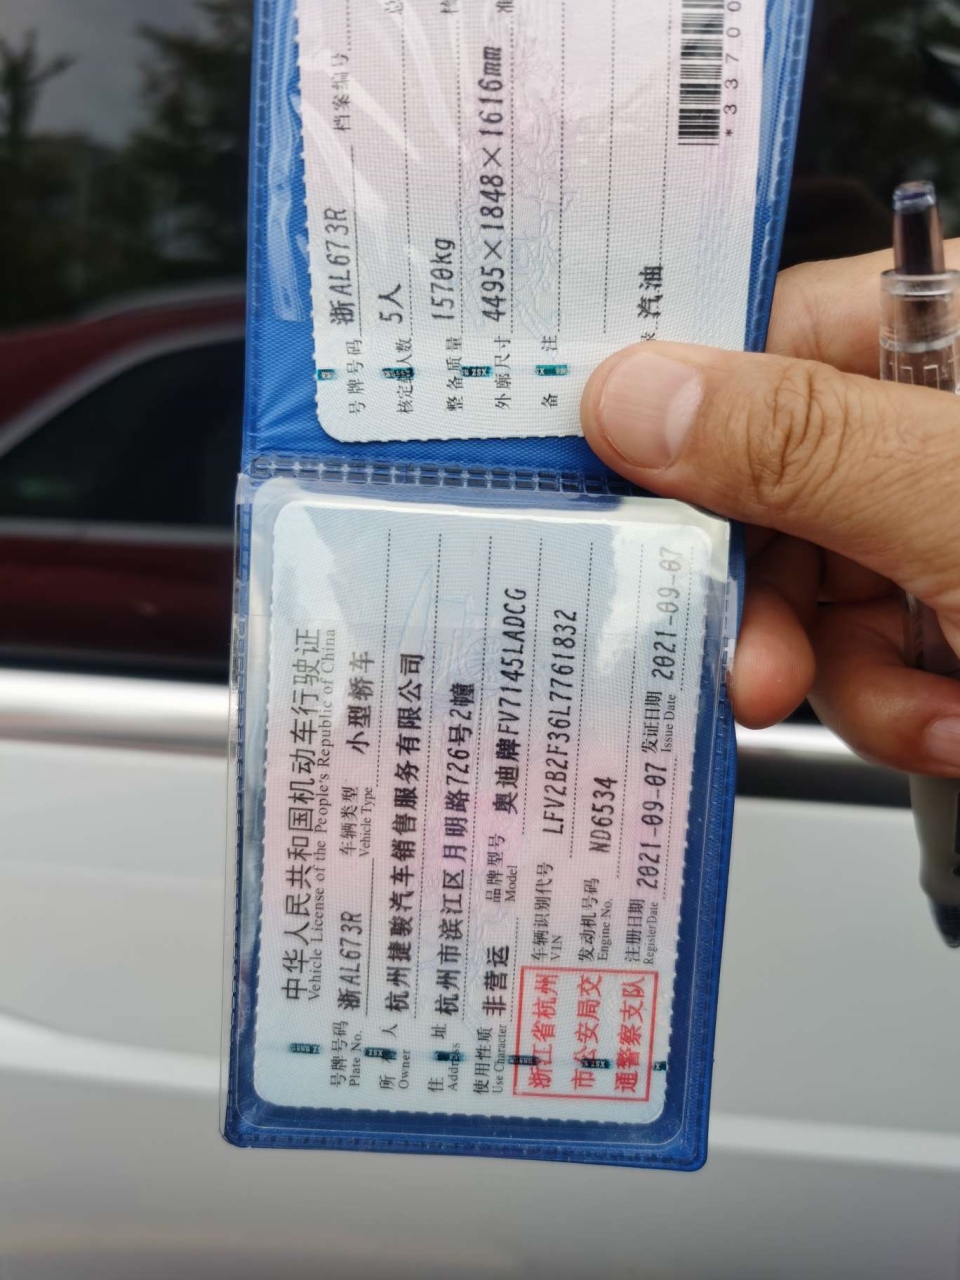 中华人民共和国机动车行驶证
Vehicle License of the People's Republic of China
号牌号码 浙AL673R 车辆类型 小型轿车
Plate No. Vehicle Type
所有人 杭州捷骏汽车销售服务有限公司
Owner
住址 杭州市滨江区月明路726号2幢
Address
使用性质 非营运 品牌型号 奥迪牌FV7145LADCG
Use Character Model
车辆识别代号 LFV2B2F36L7761832
VIN
发动机号码 ND6534
Engine No.
注册日期 2021-09-07 发证日期 2021-09-07
Register Date Issue Date
浙江省杭州
市公安局交
通警察支队
号牌号码 浙AL673R 档案编号
核定载人数 5人 总
整备质量 1570kg 核
外廓尺寸 4495×1848×1616mm 准
备注
汽油
*33700